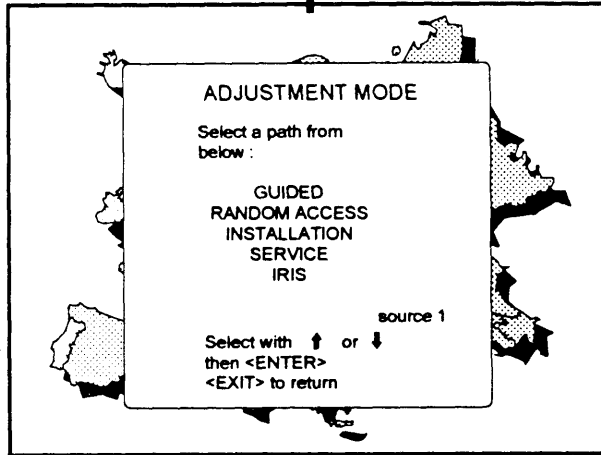 ADJUSTMENT MODE
Select a path from
below :
GUIDED
RANDOM ACCESS
INSTALLATION
SERVICE
IRIS
source 1
Select with ⬆ or ⬇
then <ENTER>
<EXIT> to return